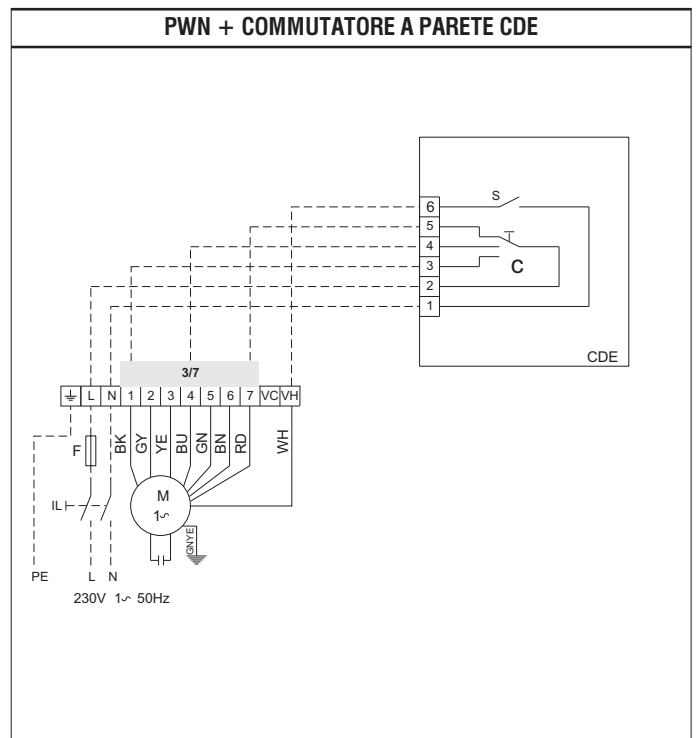 PWN + COMMUTATORE A PARETE CDE
S
6
5
4
3
2
1
C
CDE
3/7
L N 1 2 3 4 5 6 7 VC VH
F
BK GY YE BU GN BN RD WH
M
1~
IL
GNYE
PE L N
230V 1~ 50Hz